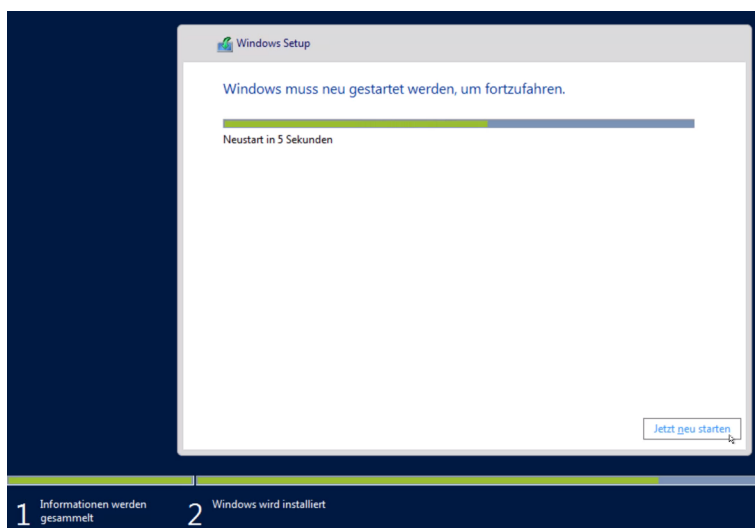 Windows Setup
Windows muss neu gestartet werden, um fortzufahren.
Neustart in 5 Sekunden
Jetzt neu starten
1 Informationen werden
gesammelt
2 Windows wird installiert